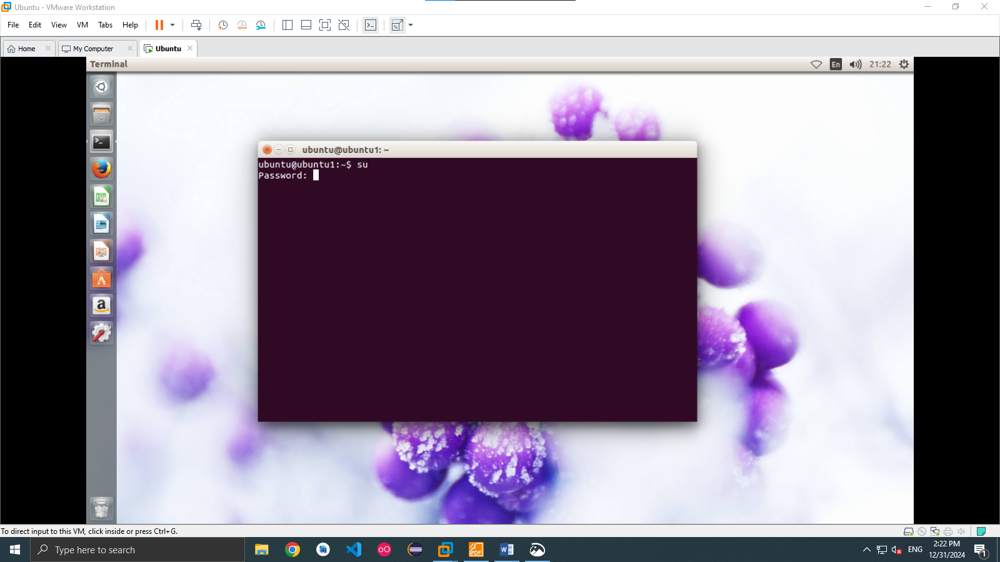 Ubuntu - VMware Workstation
File Edit View VM Tabs Help
Home My Computer Ubuntu
Terminal En 21:22
ubuntu@ubuntu1: ~
ubuntu@ubuntu1:~$ su
Password:
a
To direct input to this VM, click inside or press Ctrl+G.
Type here to search
PDF
W
ENG
2:22 PM
12/31/2024
1